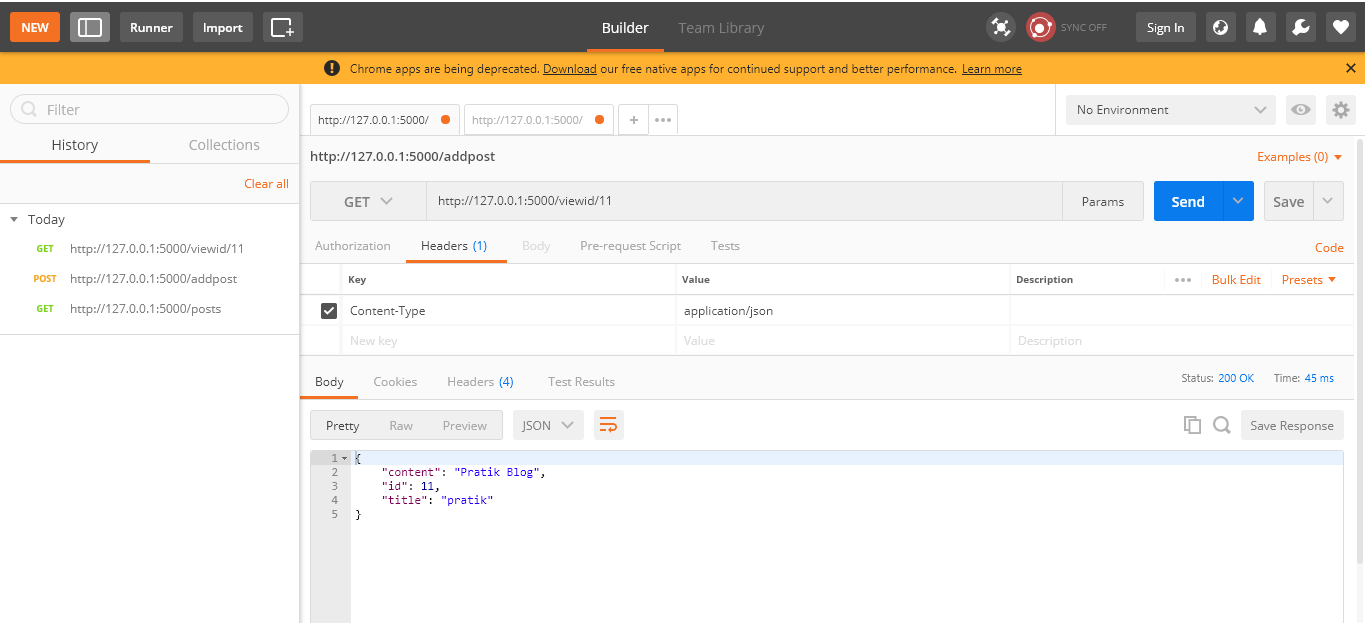 NEW Runner Import Builder Team Library SYNC OFF Sign In
! Chrome apps are being deprecated. Download our free native apps for continued support and better performance. Learn more ✕
Filter
History Collections
Clear all
Today
GET http://127.0.0.1:5000/viewid/11
POST http://127.0.0.1:5000/addpost
GET http://127.0.0.1:5000/posts
http://127.0.0.1:5000/ http://127.0.0.1:5000/ + ••• No Environment
http://127.0.0.1:5000/addpost Examples (0)
GET http://127.0.0.1:5000/viewid/11 Params Send Save
Authorization Headers (1) Body Pre-request Script Tests Code
Key Value Description ••• Bulk Edit Presets
Content-Type application/json
New key Value Description
Body Cookies Headers (4) Test Results Status: 200 OK Time: 45 ms
Pretty Raw Preview JSON Save Response
1 {
2 "content": "Pratik Blog",
3 "id": 11,
4 "title": "pratik"
5 }